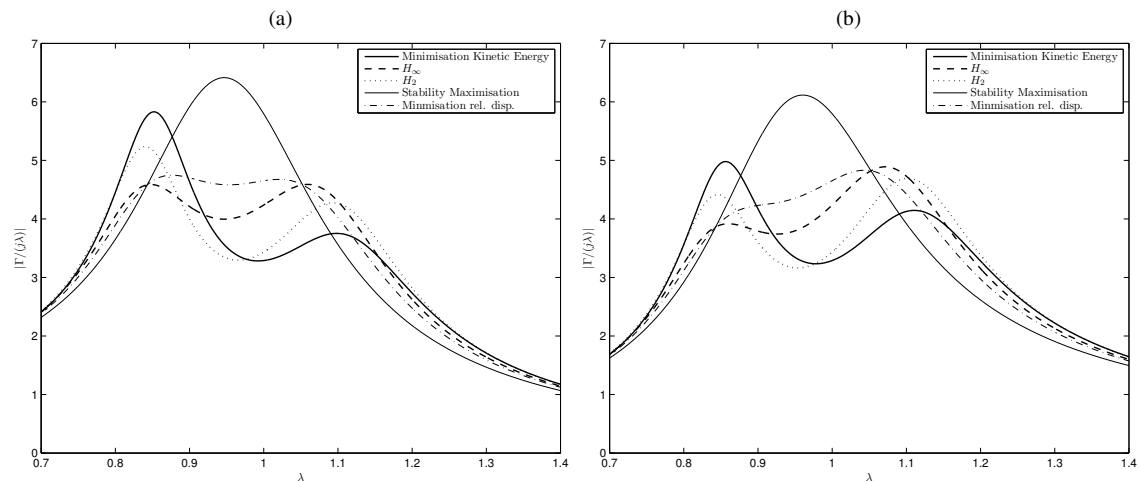 (a)
(b)
7
6
5
4
3
2
1
0
|Γ/(jλ)|
0.7 0.8 0.9 1 1.1 1.2 1.3 1.4
λ
Minimisation Kinetic Energy
H∞
H2
Stability Maximisation
Minmisation rel. disp.
7
6
5
4
3
2
1
0
|Γ/(jλ)|
0.7 0.8 0.9 1 1.1 1.2 1.3 1.4
λ
Minimisation Kinetic Energy
H∞
H2
Stability Maximisation
Minmisation rel. disp.